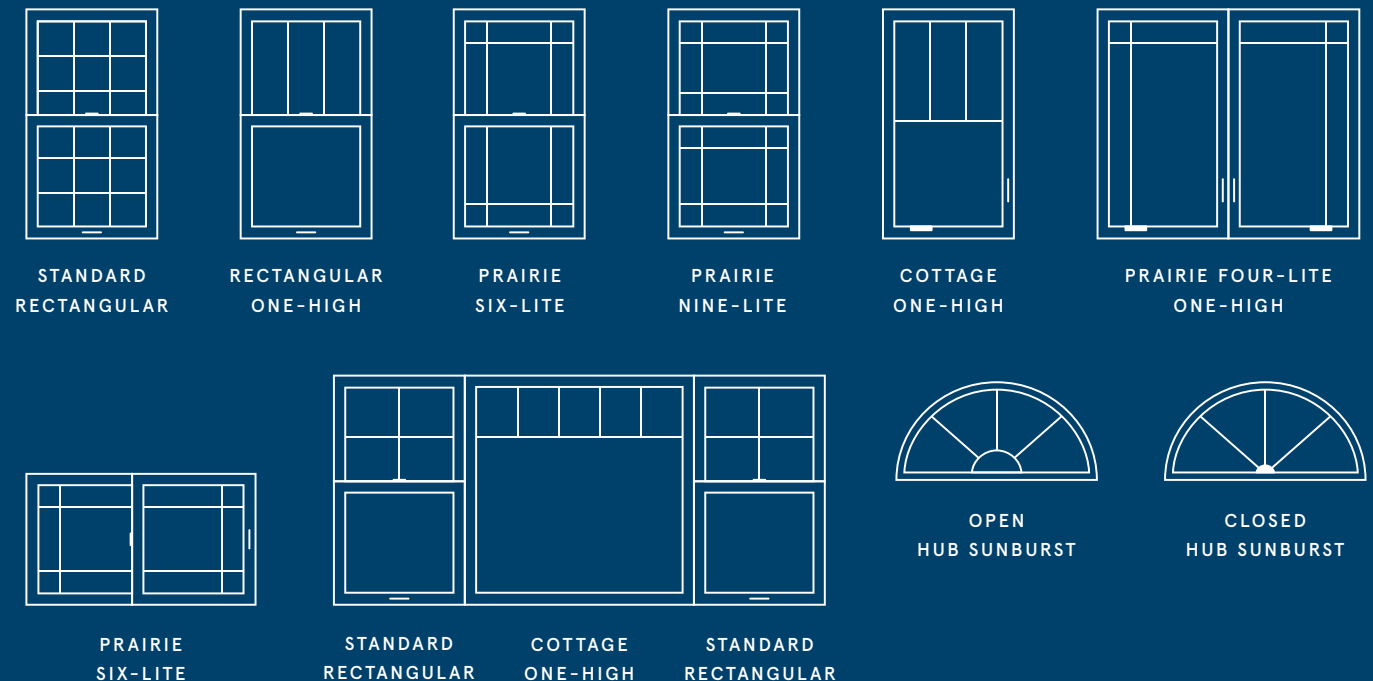 STANDARD
RECTANGULAR
RECTANGULAR
ONE-HIGH
PRAIRIE
SIX-LITE
PRAIRIE
NINE-LITE
COTTAGE
ONE-HIGH
PRAIRIE FOUR-LITE
ONE-HIGH
OPEN
HUB SUNBURST
CLOSED
HUB SUNBURST
PRAIRIE
SIX-LITE
STANDARD
RECTANGULAR
COTTAGE
ONE-HIGH
STANDARD
RECTANGULAR